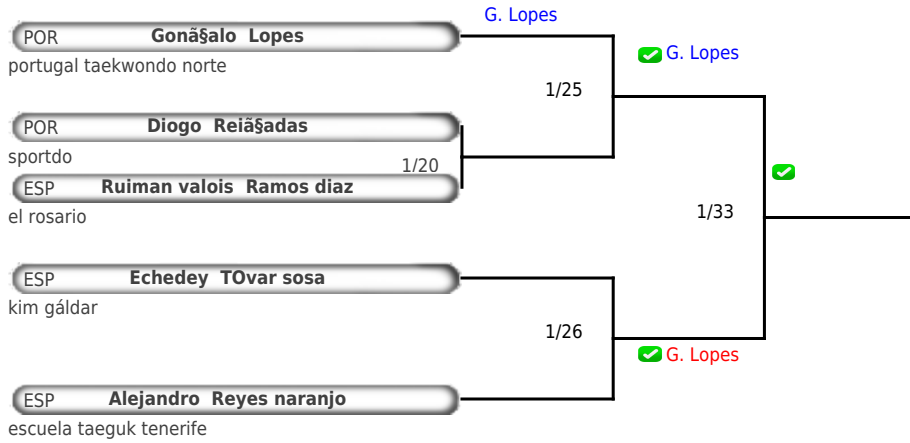 G. Lopes
POR Gonã§alo Lopes
portugal taekwondo norte
G. Lopes
1/25
POR Diogo Reiã§adas
sportdo
1/20
ESP Ruiman valois Ramos diaz
el rosario
1/33
ESP Echedey TOvar sosa
kim gáldar
1/26
G. Lopes
ESP Alejandro Reyes naranjo
escuela taeguk tenerife